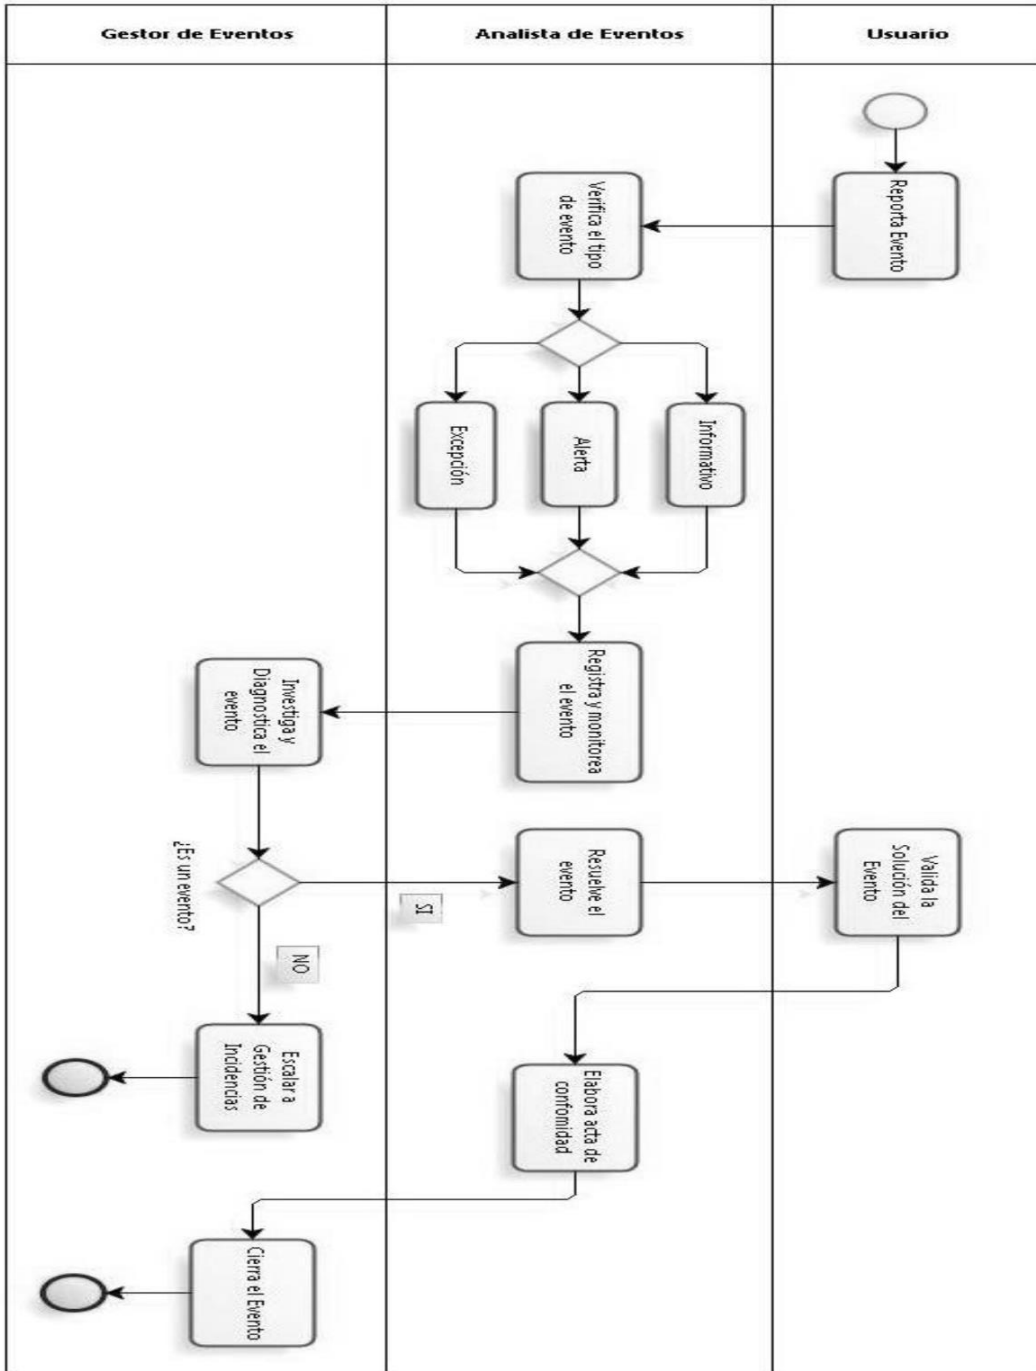 Gestor de Eventos
Analista de Eventos
Usuario
Reporta Evento
Verifica el tipo
de evento
Excepción
Alerta
Informativo
Registra y monitorea
el evento
Investiga y
Diagnostica el
evento
¿Es un evento?
SI
NO
Resuelve el
evento
Valida la
Solución del
Evento
Escalar a
Gestión de
Incidencias
Elabora acta de
confomidad
Cierra el Evento